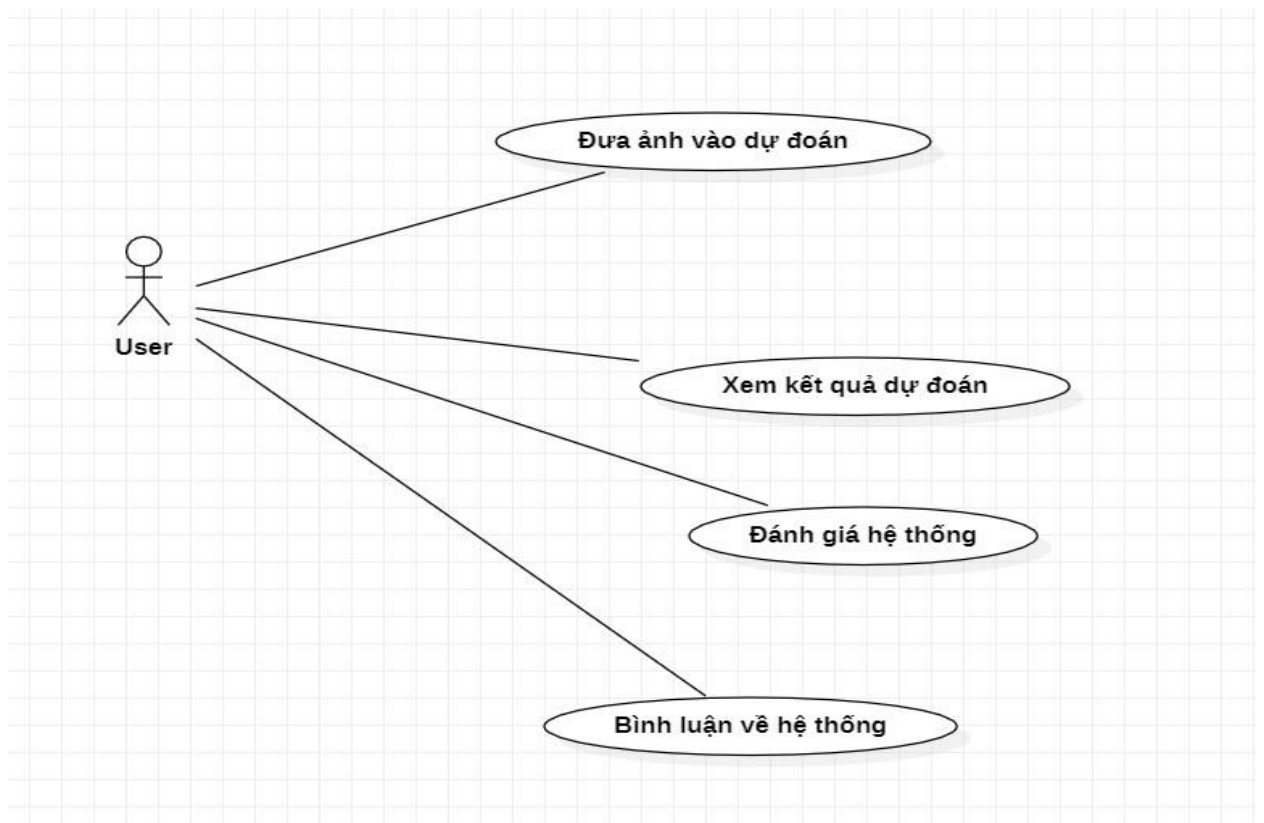 Đưa ảnh vào dự đoán
User
Xem kết quả dự đoán
Đánh giá hệ thống
Bình luận về hệ thống